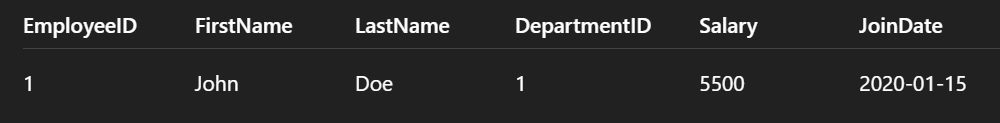 EmployeeID FirstName LastName DepartmentID Salary JoinDate
1 John Doe 1 5500 2020-01-15